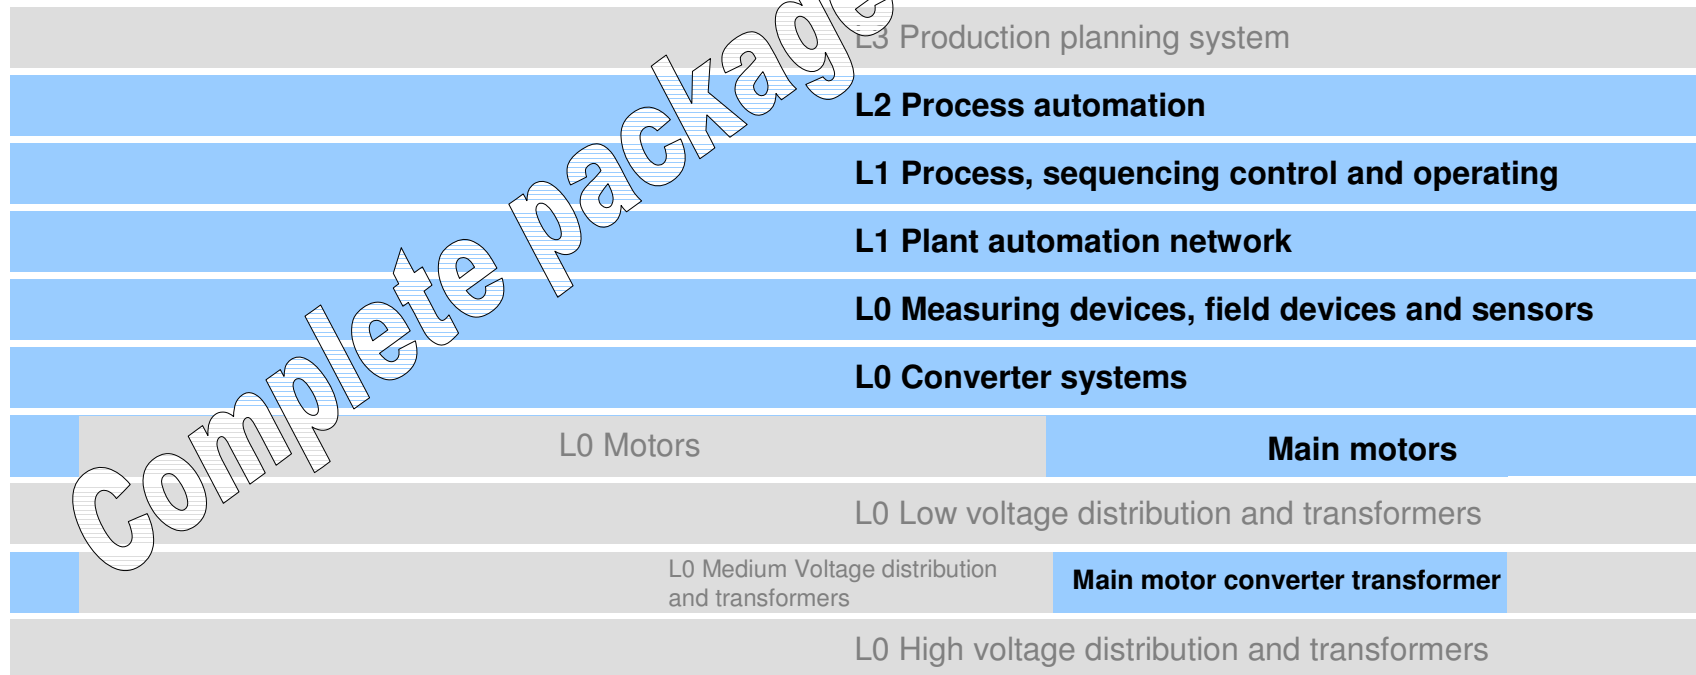 L3 Production planning system
L2 Process automation
L1 Process, sequencing control and operating
L1 Plant automation network
L0 Measuring devices, field devices and sensors
L0 Converter systems
L0 Motors
Main motors
L0 Low voltage distribution and transformers
L0 Medium Voltage distribution
and transformers
Main motor converter transformer
L0 High voltage distribution and transformers
Complete package